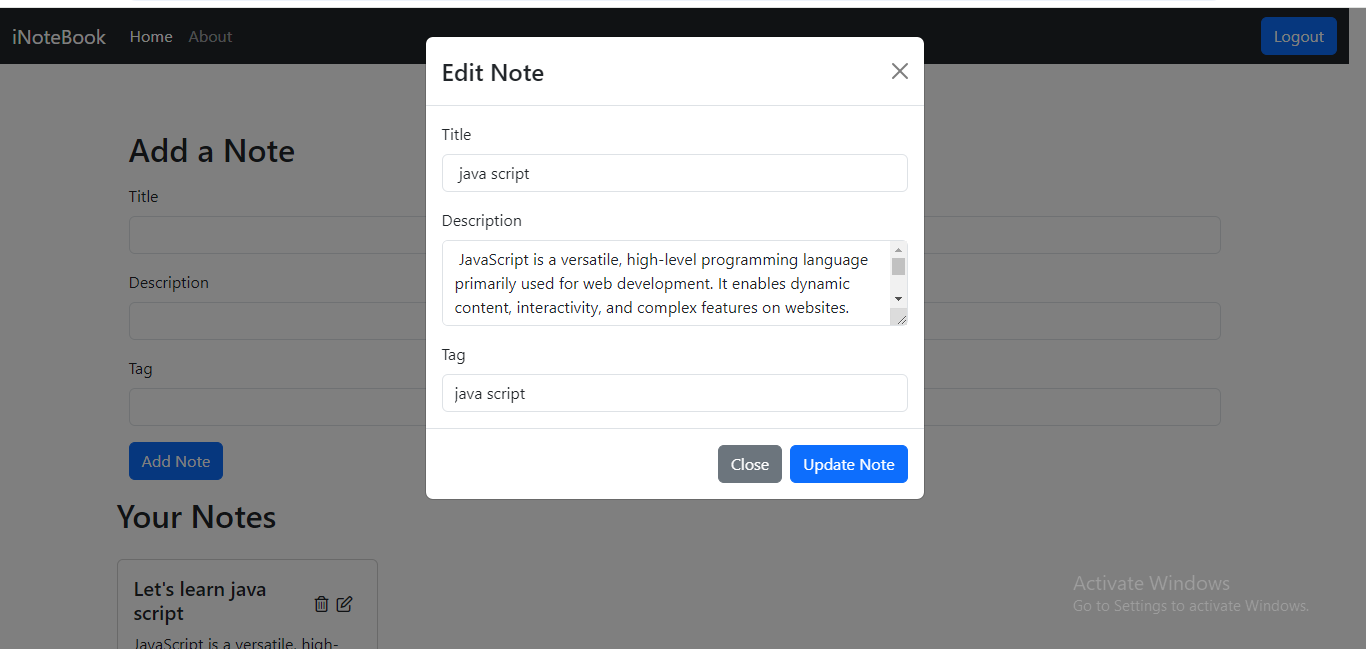 iNoteBook Home About Logout
Edit Note
Add a Note
Title
java script
Title
Description
JavaScript is a versatile, high-level programming language
primarily used for web development. It enables dynamic
content, interactivity, and complex features on websites.
Description
Tag
java script
Tag
Close Update Note
Add Note
Your Notes
Let's learn java
script
JavaScript is a versatile, high-
Activate Windows
Go to Settings to activate Windows.